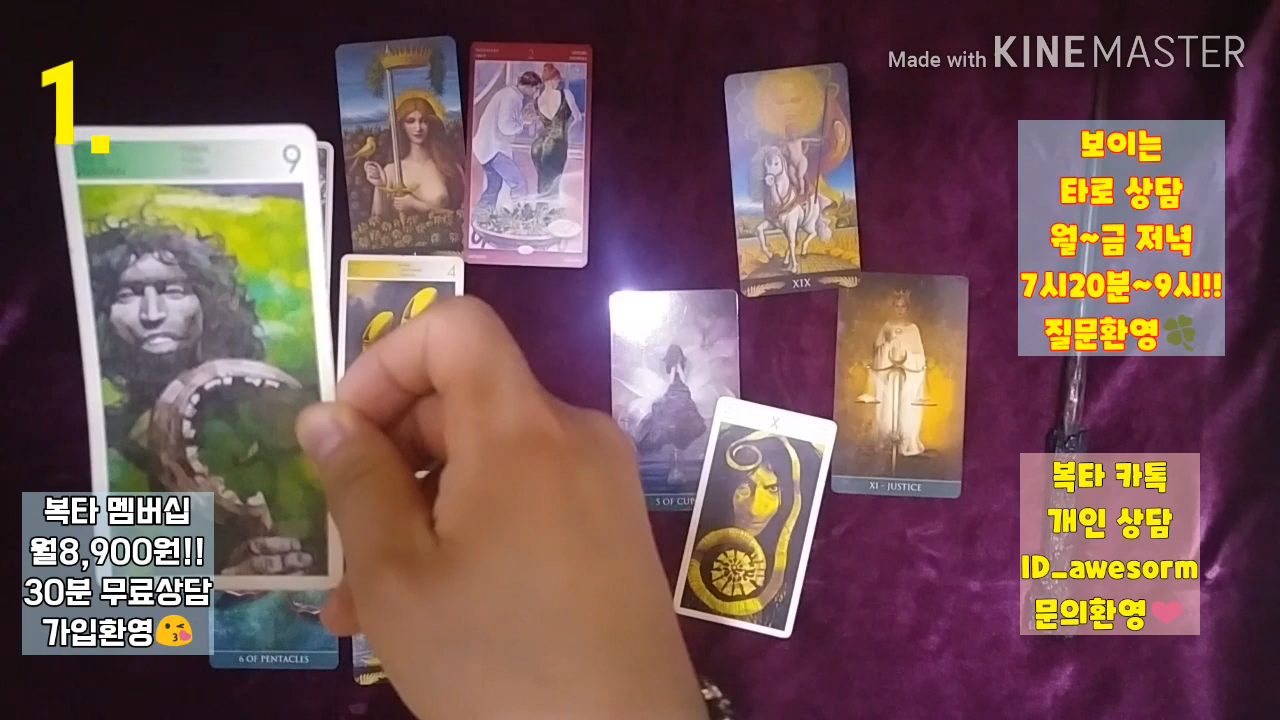 1.
Made with KINEMASTER
보이는
타로 상담
월~금 저녁
7시20분~9시!!
질문환영🍀
복타 카톡
개인 상담
ID_awesorm
문의환영❤
복타 멤버십
월8,900원!!
30분 무료상담
가입환영😘
9
2
4
XIX
5 OF CUP
XI - JUSTICE
X
6 OF PENTACLES